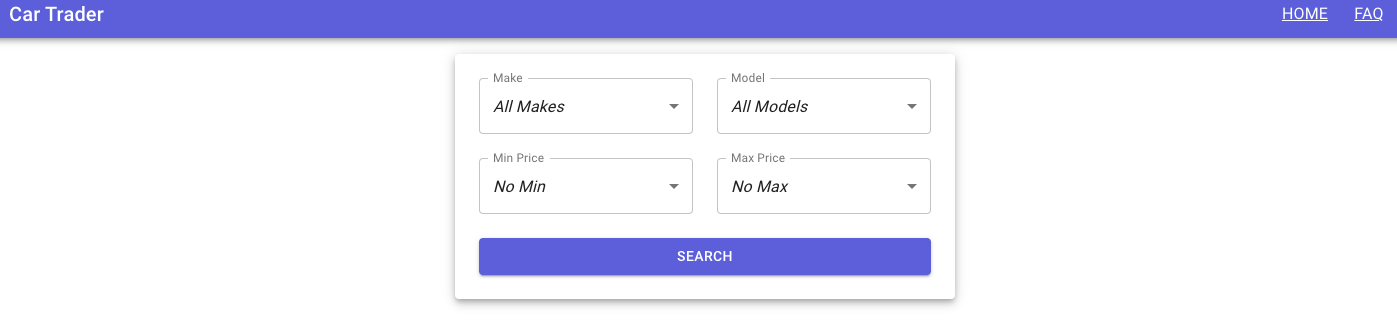 Car Trader HOME FAQ
Make Model
All Makes All Models
Min Price Max Price
No Min No Max
SEARCH